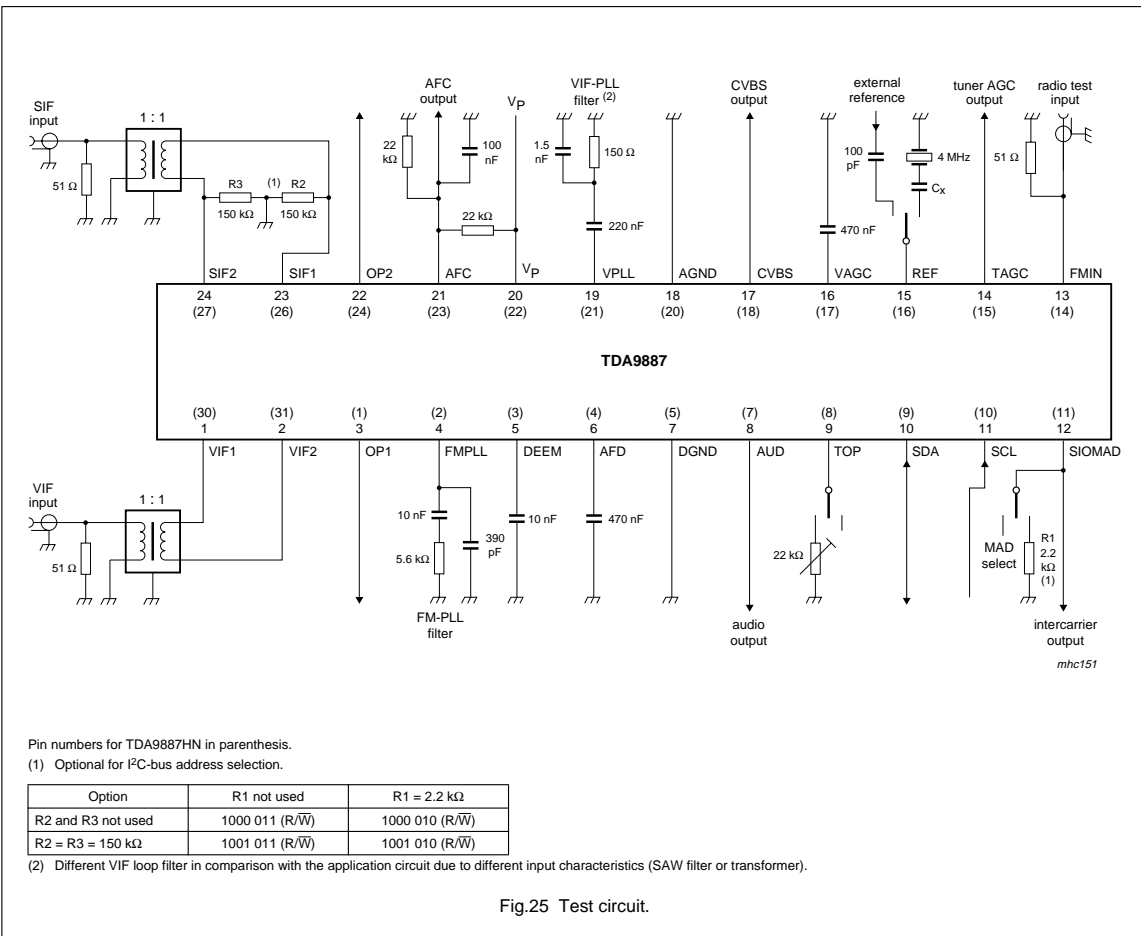 AFC output
VIF-PLL filter (2)
CVBS output
external reference
tuner AGC output
radio test input
SIF input
1 : 1
VP
51 Ω
R3
150 kΩ
(1)
R2
150 kΩ
22 kΩ
100 nF
22 kΩ
1.5 nF
150 Ω
220 nF
470 nF
100 pF
4 MHz
Cx
51 Ω
SIF2
SIF1
OP2
AFC
VP
VPLL
AGND
CVBS
VAGC
REF
TAGC
FMIN
24 23 22 21 20 19 18 17 16 15 14 13
(27) (26) (24) (23) (22) (21) (20) (18) (17) (16) (15) (14)
TDA9887
(30) (31) (1) (2) (3) (4) (5) (7) (8) (9) (10) (11)
1 2 3 4 5 6 7 8 9 10 11 12
VIF1
VIF2
OP1
FMPLL
DEEM
AFD
DGND
AUD
TOP
SDA
SCL
SIOMAD
VIF input
1 : 1
51 Ω
10 nF
5.6 kΩ
390 pF
FM-PLL filter
10 nF
470 nF
audio output
22 kΩ
MAD select
R1
2.2 kΩ
(1)
intercarrier output
mhc151
Pin numbers for TDA9887HN in parenthesis.
(1) Optional for I²C-bus address selection.
Option R1 not used R1 = 2.2 kΩ
R2 and R3 not used 1000 011 (R/W̅) 1000 010 (R/W̅)
R2 = R3 = 150 kΩ 1001 011 (R/W̅) 1001 010 (R/W̅)
(2) Different VIF loop filter in comparison with the application circuit due to different input characteristics (SAW filter or transformer).
Fig.25 Test circuit.